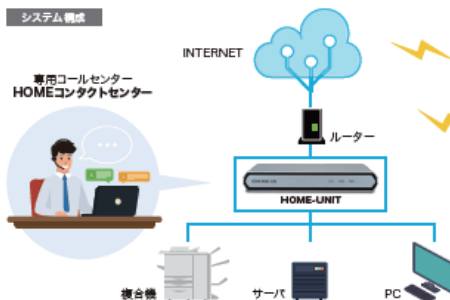 システム構成
INTERNET
専用コールセンター
HOMEコンタクトセンター
ルーター
HOME-UNIT
複合機
サーバ
PC